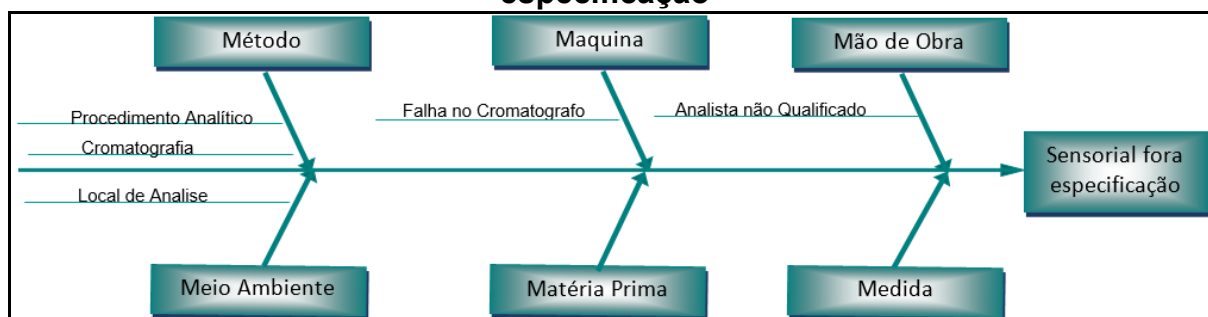 especificação
Método
Maquina
Mão de Obra
Procedimento Analítico
Falha no Cromatografo
Analista não Qualificado
Cromatografia
Sensorial fora
especificação
Local de Analise
Meio Ambiente
Matéria Prima
Medida